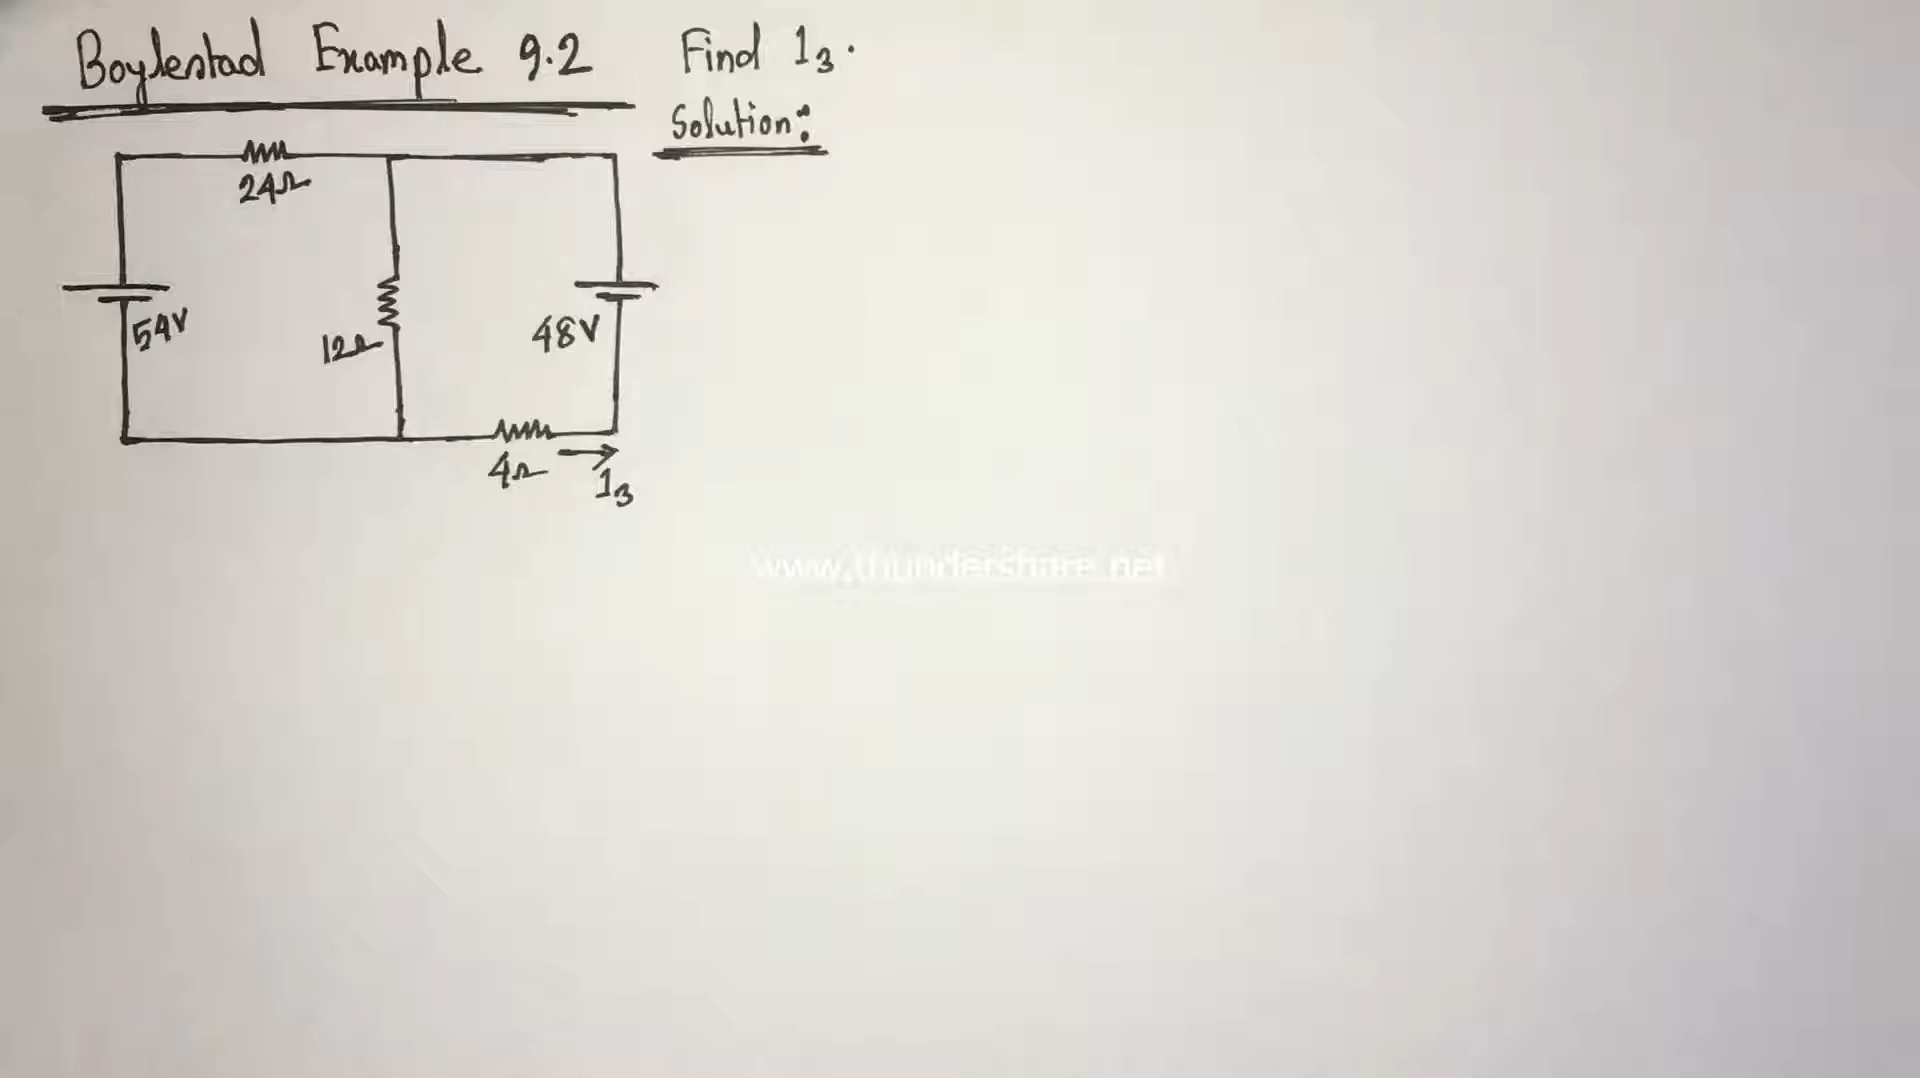 Boylestad Example 9.2 Find I3.
Solution:
24Ω
54V
12Ω
48V
4Ω
I3
www.thundershare.net